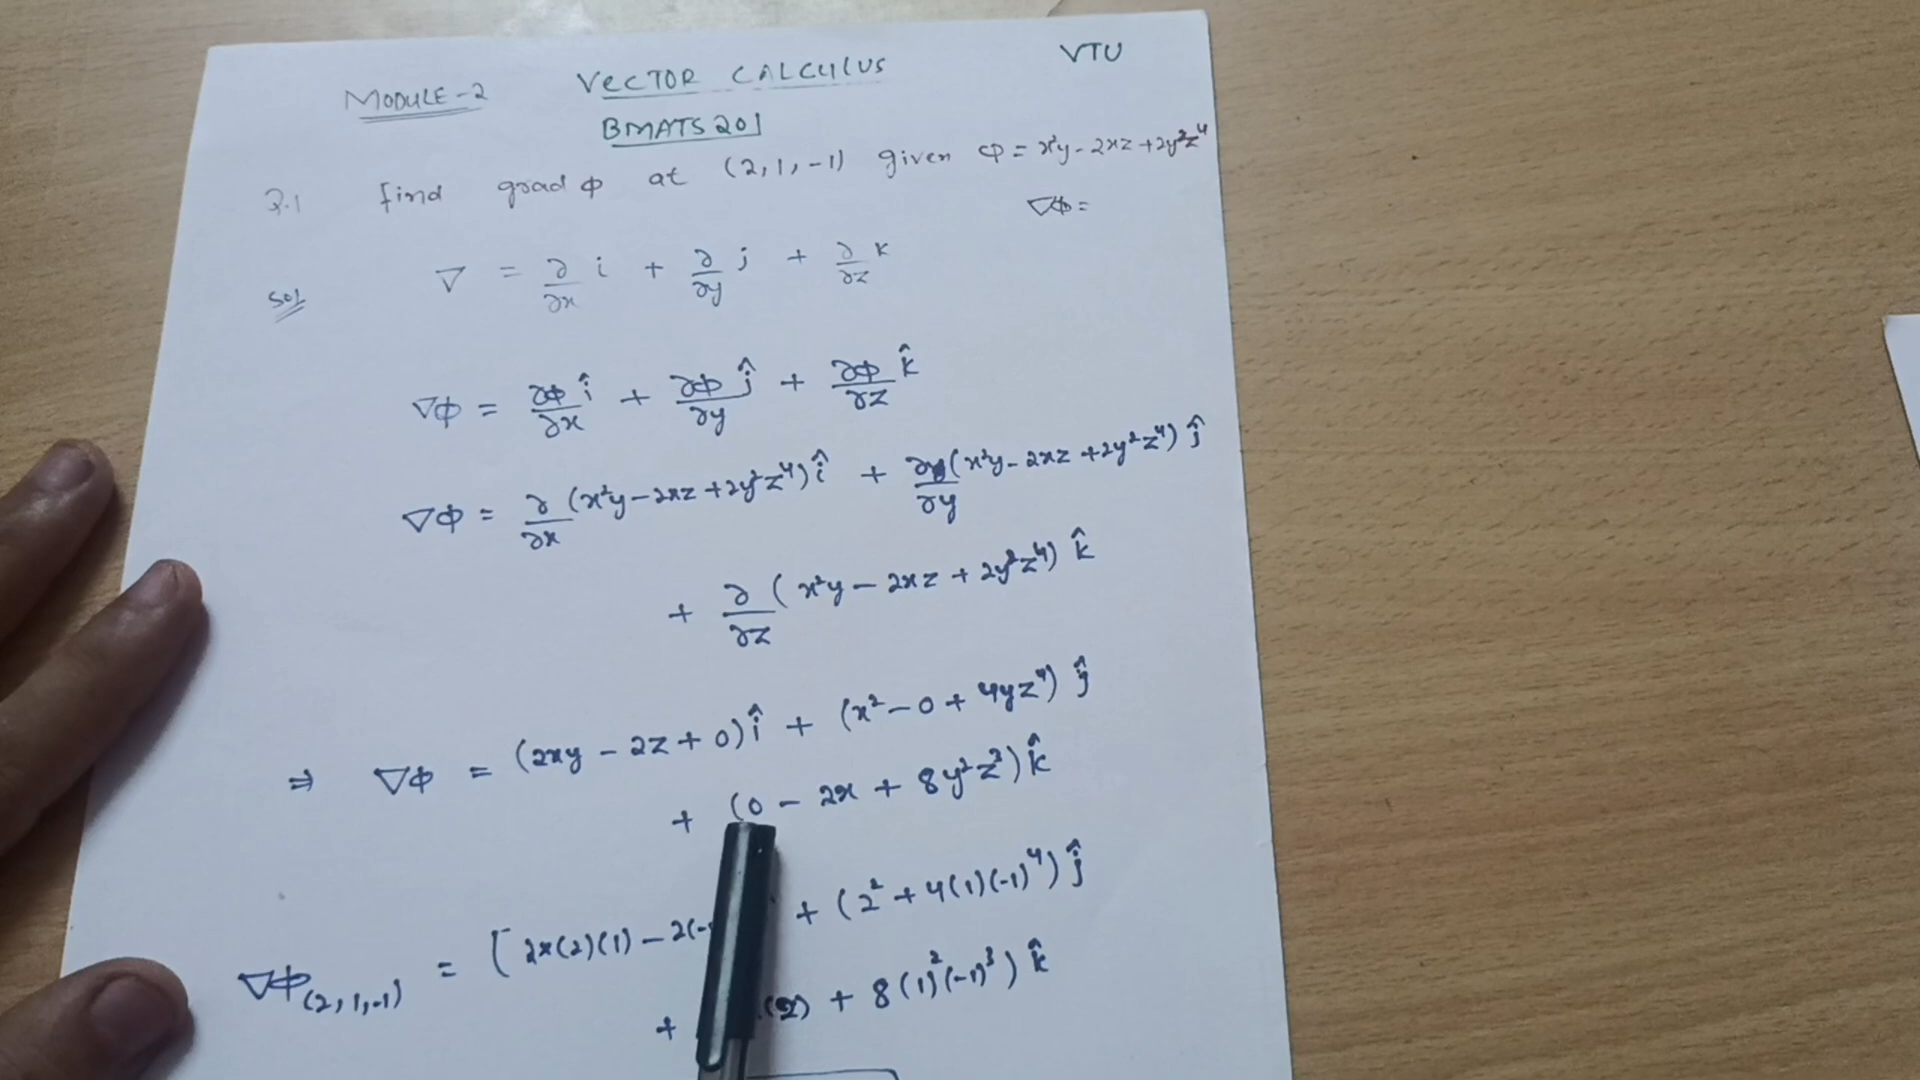 MODULE-2 VECTOR CALCULUS VTU
BMATS201
Q.1 find grad φ at (2,1,-1) given φ = x²y - 2xz + 2y²z⁴
∇φ =
Sol ∇ = ∂/∂x i + ∂/∂y j + ∂/∂z k
∇φ = ∂φ/∂x î + ∂φ/∂y ĵ + ∂φ/∂z k̂
∇φ = ∂/∂x (x²y - 2xz + 2y²z⁴) î + ∂/∂y (x²y - 2xz + 2y²z⁴) ĵ
+ ∂/∂z (x²y - 2xz + 2y²z⁴) k̂
⇒ ∇φ = (2xy - 2z + 0) î + (x² - 0 + 4yz⁴) ĵ
+ (0 - 2x + 8y²z³) k̂
∇φ(2,1,-1) = [2×(2)(1) - 2(- + (2² + 4(1)(-1)⁴) ĵ
+ (2) + 8(1)²(-1)³) k̂